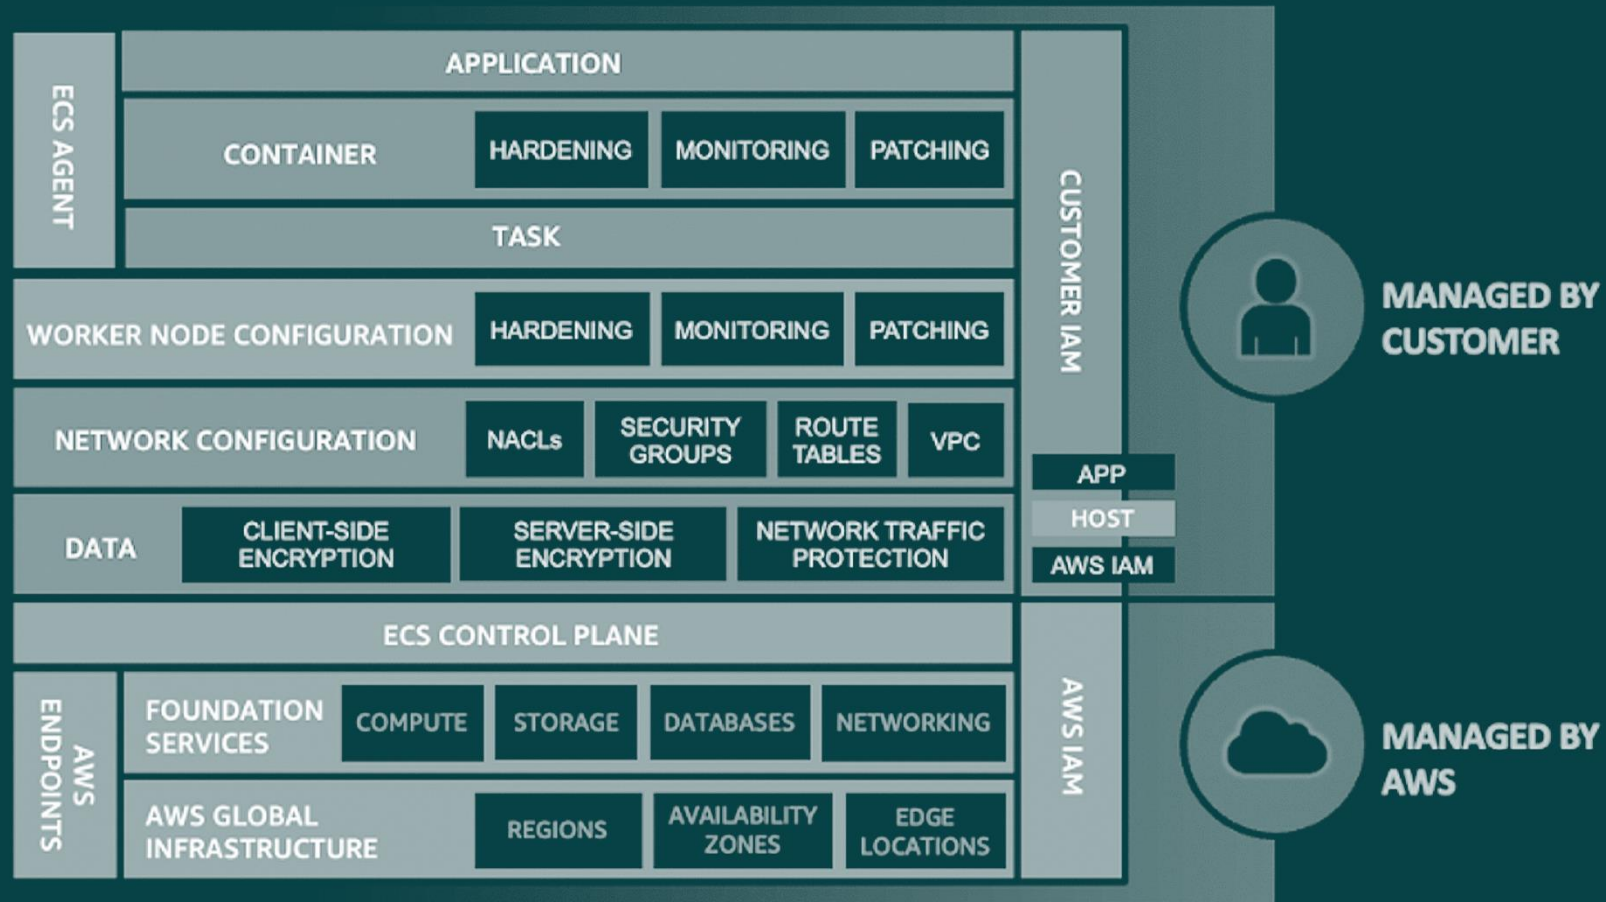 ECS AGENT
APPLICATION
CONTAINER
HARDENING
MONITORING
PATCHING
TASK
WORKER NODE CONFIGURATION
HARDENING
MONITORING
PATCHING
NETWORK CONFIGURATION
NACLs
SECURITY
GROUPS
ROUTE
TABLES
VPC
DATA
CLIENT-SIDE
ENCRYPTION
SERVER-SIDE
ENCRYPTION
NETWORK TRAFFIC
PROTECTION
CUSTOMER IAM
APP
HOST
AWS IAM
MANAGED BY
CUSTOMER
ECS CONTROL PLANE
AWS
ENDPOINTS
FOUNDATION
SERVICES
COMPUTE
STORAGE
DATABASES
NETWORKING
AWS GLOBAL
INFRASTRUCTURE
REGIONS
AVAILABILITY
ZONES
EDGE
LOCATIONS
AWS IAM
MANAGED BY
AWS